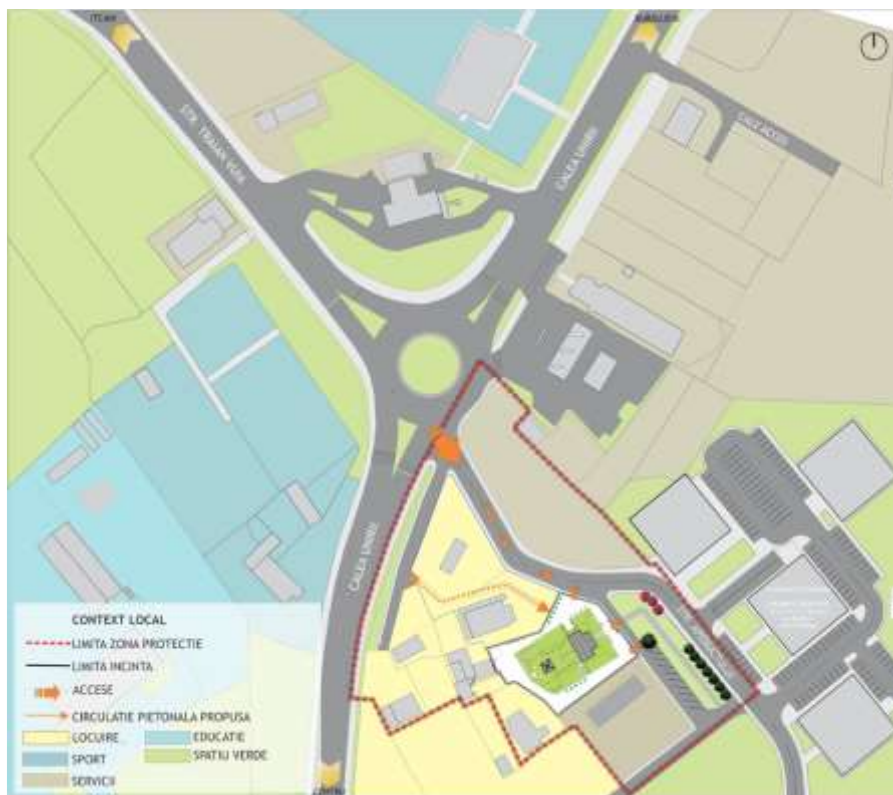 ITCAN
STR. TRAIAN VUIA
CALEA UNIRII
CALEA UNIRII
CONTEXT LOCAL
LIMITA ZONA PROTECTIE
LIMITA INCINTA
ACCESE
CIRCULATIE PIETONALA PROPUSA
LOCUIRE
EDUCATIE
SPORT
SPATIU VERDE
SERVICII